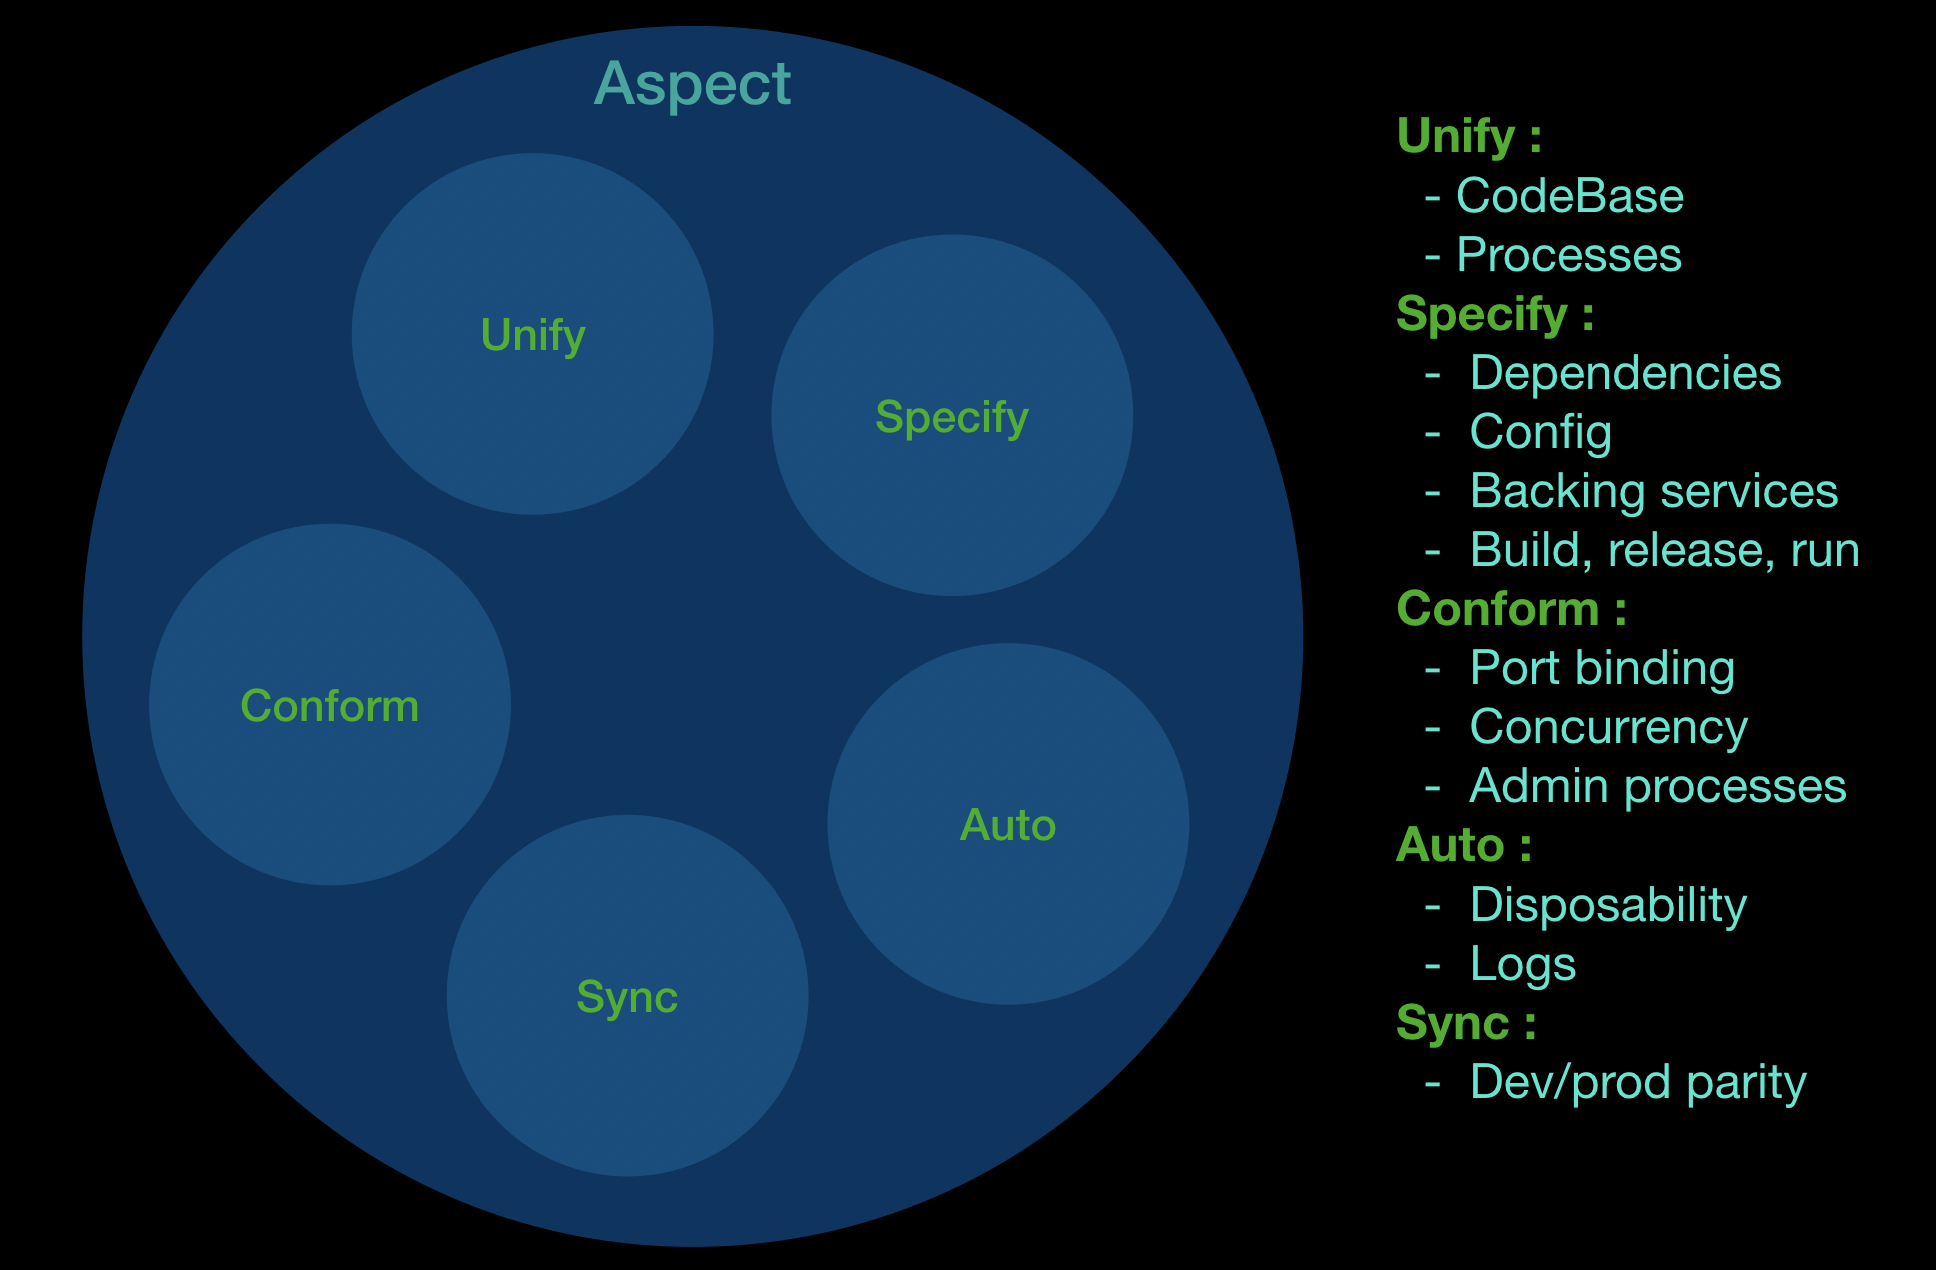 Aspect
Unify
Specify
Conform
Auto
Sync
Unify :
- CodeBase
- Processes
Specify :
- Dependencies
- Config
- Backing services
- Build, release, run
Conform :
- Port binding
- Concurrency
- Admin processes
Auto :
- Disposability
- Logs
Sync :
- Dev/prod parity